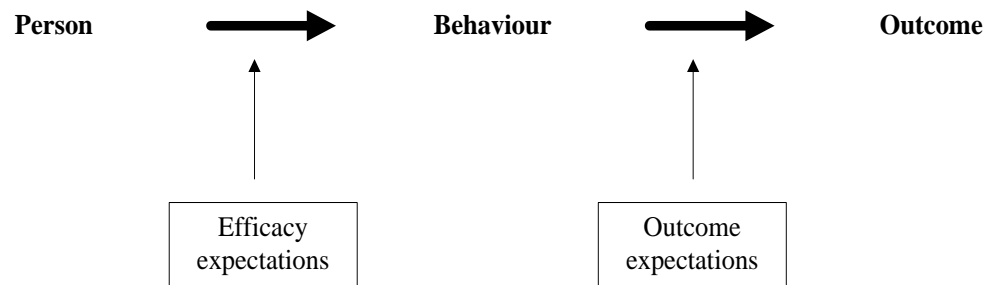 Person Behaviour Outcome
Efficacy Outcome
expectations expectations